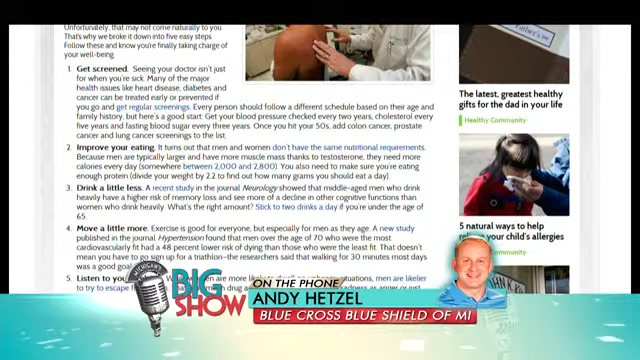 Unfortunately, that may not come naturally to you.
That's why we broke it down into five easy steps.
Follow these and know you're finally taking charge of
your well-being.
1. Get screened. Seeing your doctor isn't just
for when you're sick. Many of the major
health issues like heart disease, diabetes and
cancer can be treated early or prevented if
you go and get regular screenings. Every person should follow a different schedule based on their age and
family history, but here's a good start: Get your blood pressure checked every two years, cholesterol every
five years and fasting blood sugar every three years. Once you hit your 50s, add colon cancer, prostate
cancer and lung cancer screenings to the list.
2. Improve your eating. It turns out that men and women don't have the same nutritional requirements.
Because men are typically larger and have more muscle mass thanks to testosterone, they need more
calories every day (somewhere between 2,000 and 2,800). You also need to make sure you're eating
enough protein (divide your weight by 2.2 to find out how many grams you should eat a day)
3. Drink a little less. A recent study in the journal Neurology showed that middle-aged men who drink
heavily have a higher risk of memory loss and see more of a decline in other cognitive functions than
women who drink heavily. What's the right amount? Stick to two drinks a day if you're under the age of
65.
4. Move a little more. Exercise is good for everyone, but especially for men as they age. A new study
published in the journal Hypertension found that men over the age of 70 who were the most
cardiovascularly fit had a 48 percent lower risk of dying than those who were the least fit. That doesn't
mean you have to sign up for a triathlon–the researchers said that walking for 30 minutes most days
was a good goal
5. Listen to you
men are likelier
to try to escape
Father's
The latest, greatest healthy
gifts for the dad in your life
Healthy Community
5 natural ways to help
your child's allergies
MICHIGAN'S
BIG
SHOW
ON THE PHONE
ANDY HETZEL
BLUE CROSS BLUE SHIELD OF MI